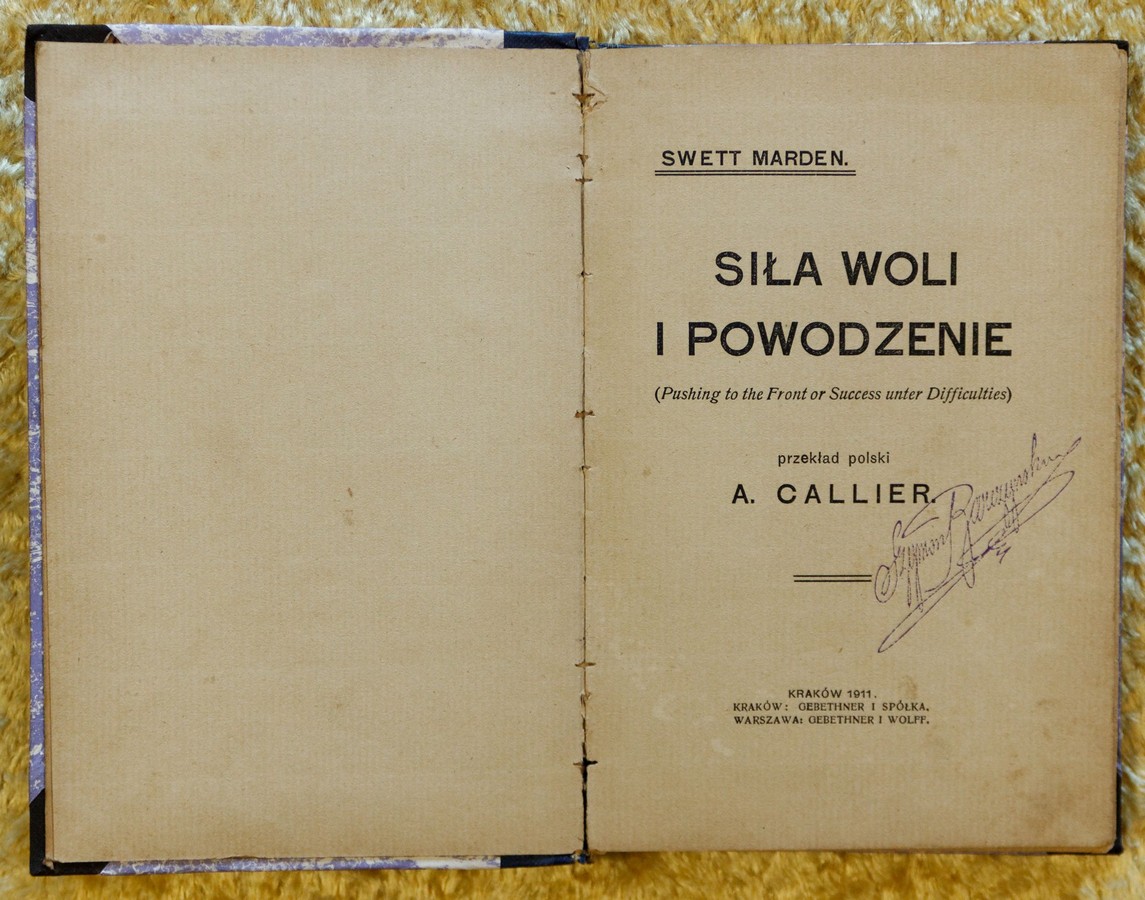 SWETT MARDEN.
SIŁA WOLI
I POWODZENIE
(Pushing to the Front or Success unter Difficulties)
przekład polski
A. CALLIER.
KRAKÓW 1911.
KRAKÓW: GEBETHNER I SPÓŁKA.
WARSZAWA: GEBETHNER I WOLFF.